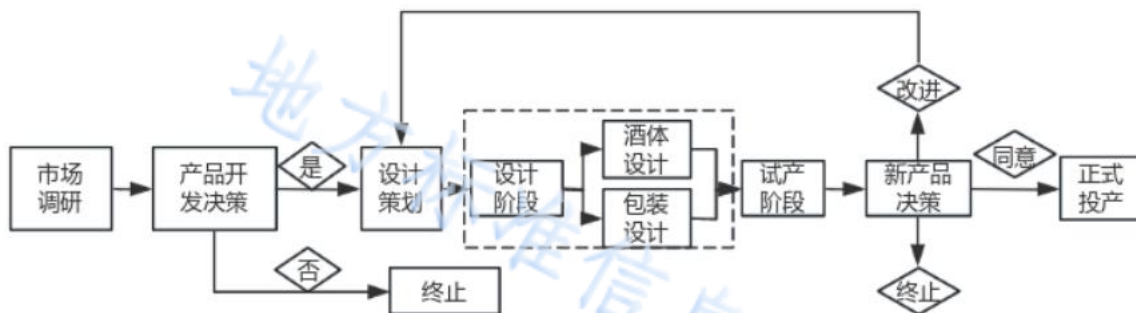 改进
市场
调研
产品开
发决策
是
设计
策划
设计
阶段
酒体
设计
包装
设计
试产
阶段
新产品
决策
同意
正式
投产
否
终止
终止
地方标准信息